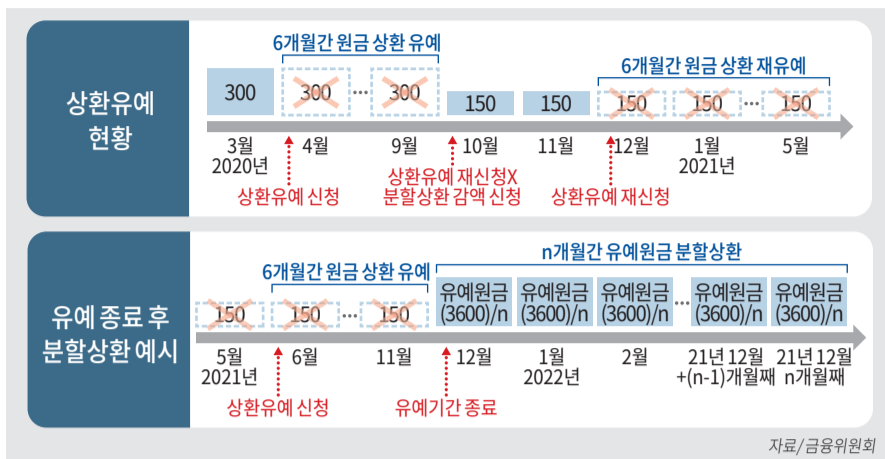 상환유예
현황
6개월간 원금 상환 유예
6개월간 원금 상환 재유예
300 300 ··· 300 150 150 150 150 ··· 150
3월 4월 9월 10월 11월 12월 1월 5월
2020년 2021년
상환유예 신청
상환유예 재신청X
분할상환 감액 신청
상환유예 재신청
유예 종료 후
분할상환 예시
n개월간 유예원금 분할상환
6개월간 원금 상환 유예
150 150 ··· 150
유예원금 유예원금 유예원금 ··· 유예원금 유예원금
(3600)/n (3600)/n (3600)/n (3600)/n (3600)/n
5월 6월 11월 12월 1월 2월 21년 12월 21년 12월
2021년 2022년 +(n-1)개월째 n개월째
상환유예 신청
유예기간 종료
자료/금융위원회